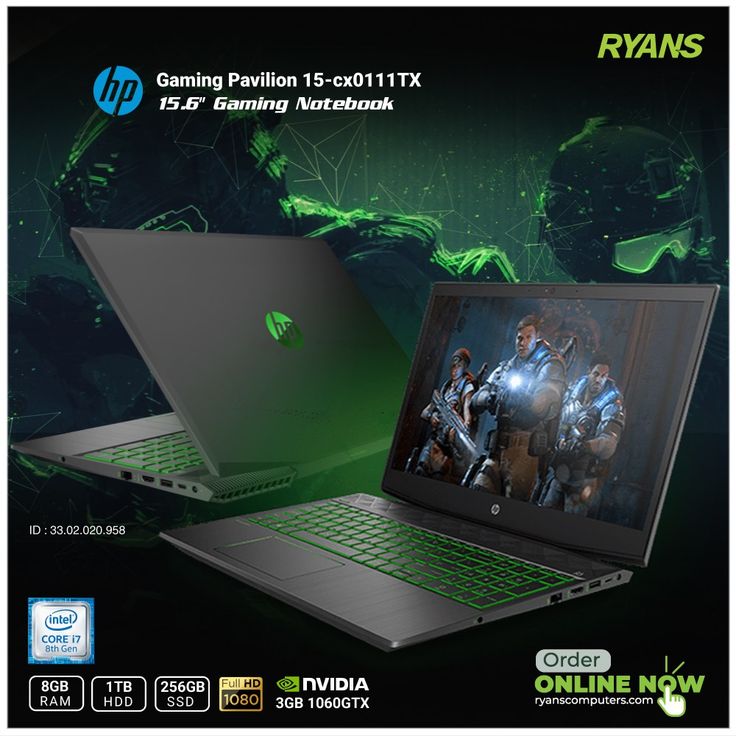 RYANS
hp
Gaming Pavilion 15-cx0111TX
15.6" Gaming Notebook
hp
hp
ID : 33.02.020.958
intel
CORE i7
8th Gen
8GB
RAM
1TB
HDD
256GB
SSD
Full HD
1080
NVIDIA
3GB 1060GTX
Order
ONLINE NOW
ryanscomputers.com